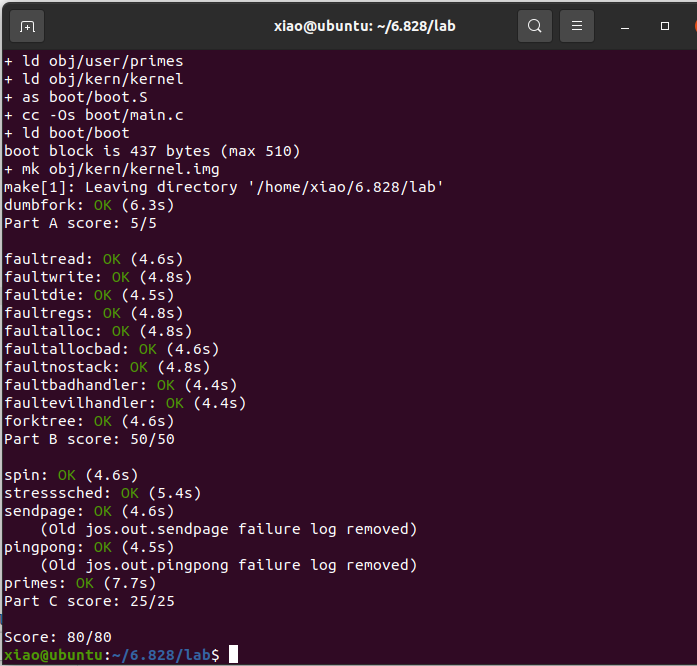 xiao@ubuntu: ~/6.828/lab
+ ld obj/user/primes
+ ld obj/kern/kernel
+ as boot/boot.S
+ cc -Os boot/main.c
+ ld boot/boot
boot block is 437 bytes (max 510)
+ mk obj/kern/kernel.img
make[1]: Leaving directory '/home/xiao/6.828/lab'
dumbfork: OK (6.3s)
Part A score: 5/5

faultread: OK (4.6s)
faultwrite: OK (4.8s)
faultdie: OK (4.5s)
faultregs: OK (4.8s)
faultalloc: OK (4.8s)
faultallocbad: OK (4.6s)
faultnostack: OK (4.8s)
faultbadhandler: OK (4.4s)
faultevilhandler: OK (4.4s)
forktree: OK (4.6s)
Part B score: 50/50

spin: OK (4.6s)
stresssched: OK (5.4s)
sendpage: OK (4.6s)
    (Old jos.out.sendpage failure log removed)
pingpong: OK (4.5s)
    (Old jos.out.pingpong failure log removed)
primes: OK (7.7s)
Part C score: 25/25

Score: 80/80
xiao@ubuntu:~/6.828/lab$